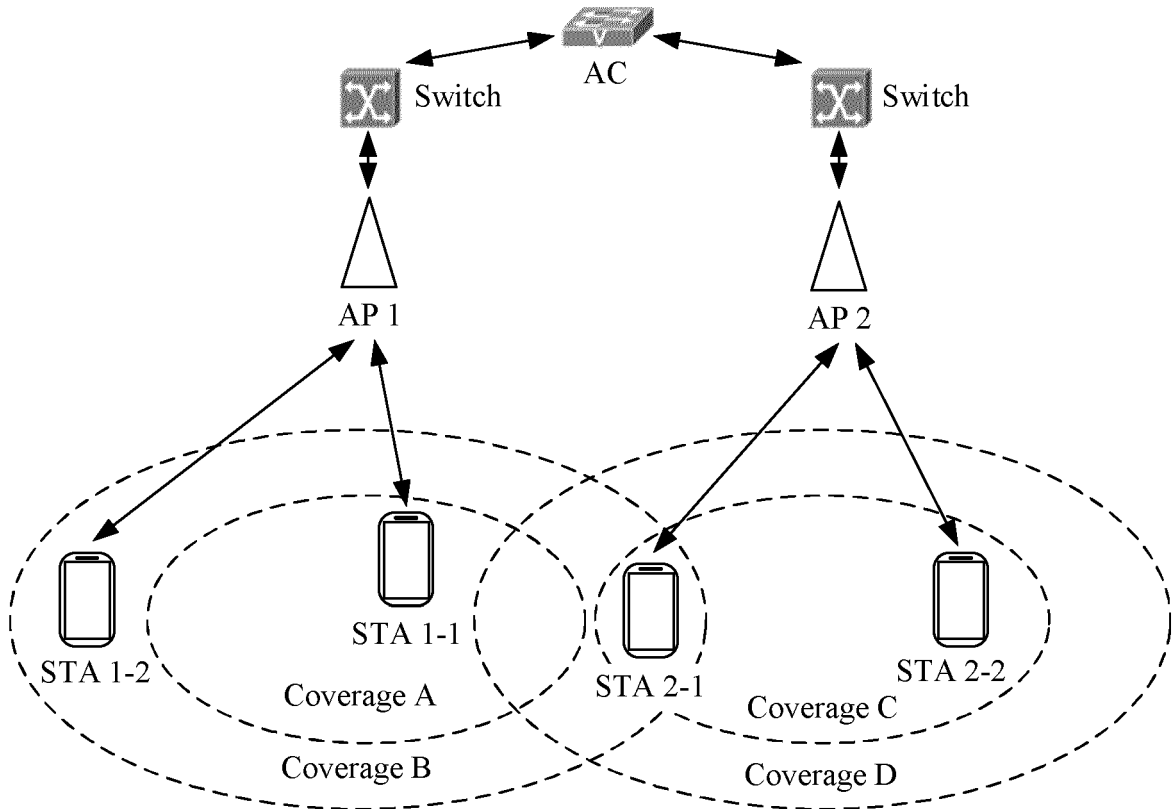 AC
Switch
Switch
AP 1
AP 2
STA 1-1
STA 1-2
STA 2-1
STA 2-2
Coverage A
Coverage C
Coverage B
Coverage D